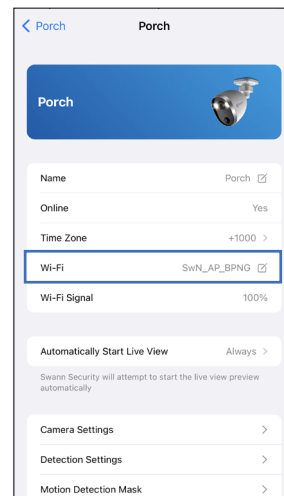 Porch Porch
Porch
Name Porch
Online Yes
Time Zone +1000
Wi-Fi SwN_AP_BPNG
Wi-Fi Signal 100%
Automatically Start Live View Always
Swann Security will attempt to start the live view preview
automatically
Camera Settings
Detection Settings
Motion Detection Mask